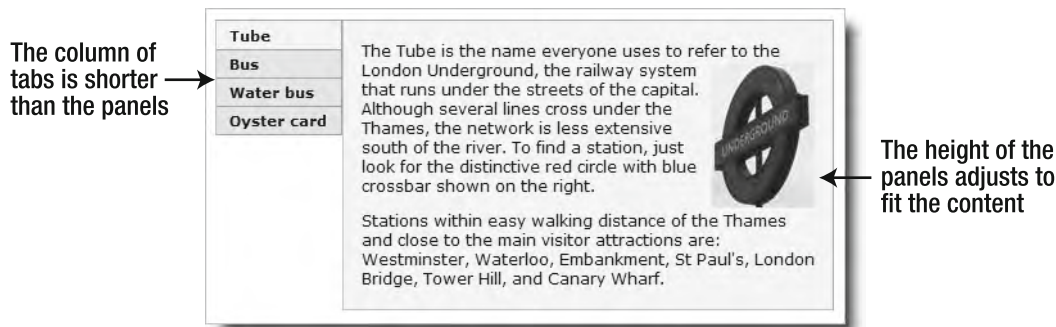 The column of
tabs is shorter
than the panels
Tube
Bus
Water bus
Oyster card
The Tube is the name everyone uses to refer to the
London Underground, the railway system
that runs under the streets of the capital.
Although several lines cross under the
Thames, the network is less extensive
south of the river. To find a station, just
look for the distinctive red circle with blue
crossbar shown on the right.
UNDERGROUND
Stations within easy walking distance of the Thames
and close to the main visitor attractions are:
Westminster, Waterloo, Embankment, St Paul's, London
Bridge, Tower Hill, and Canary Wharf.
The height of the
panels adjusts to
fit the content